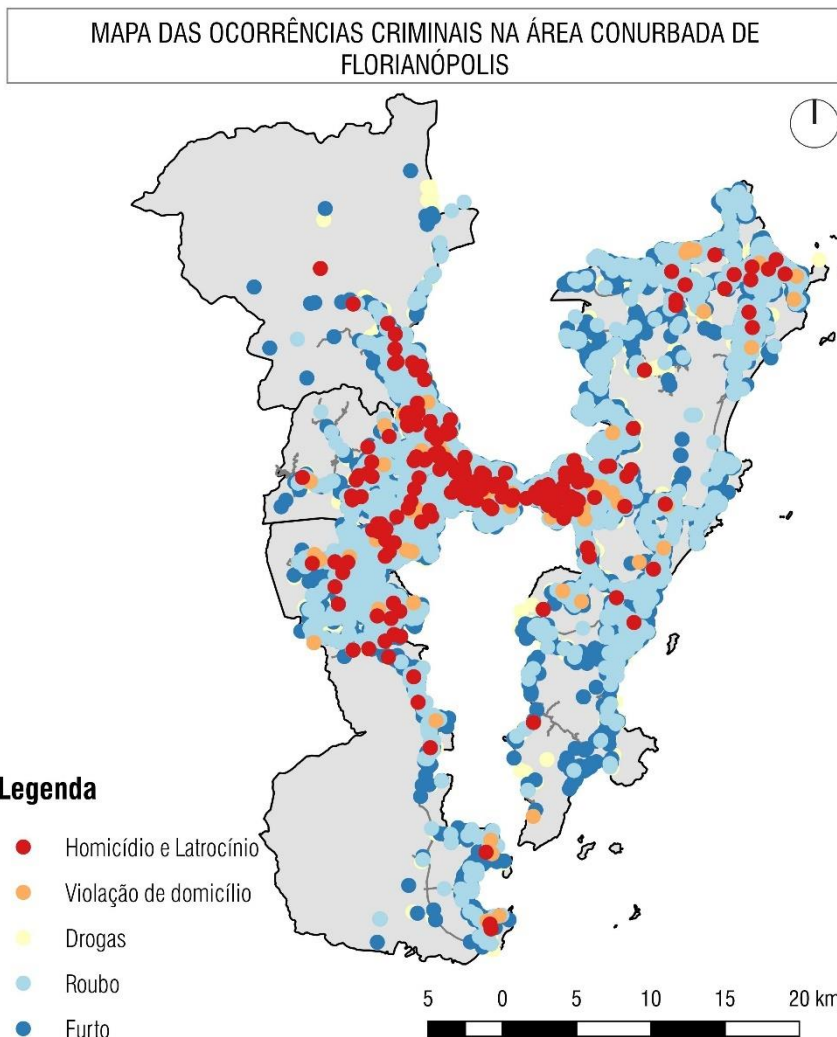 MAPA DAS OCORRÊNCIAS CRIMINAIS NA ÁREA CONURBADA DE
FLORIANÓPOLIS
Legenda
Homicídio e Latrocínio
Violação de domicílio
Drogas
Roubo
Furto
5 0 5 10 15 20 km